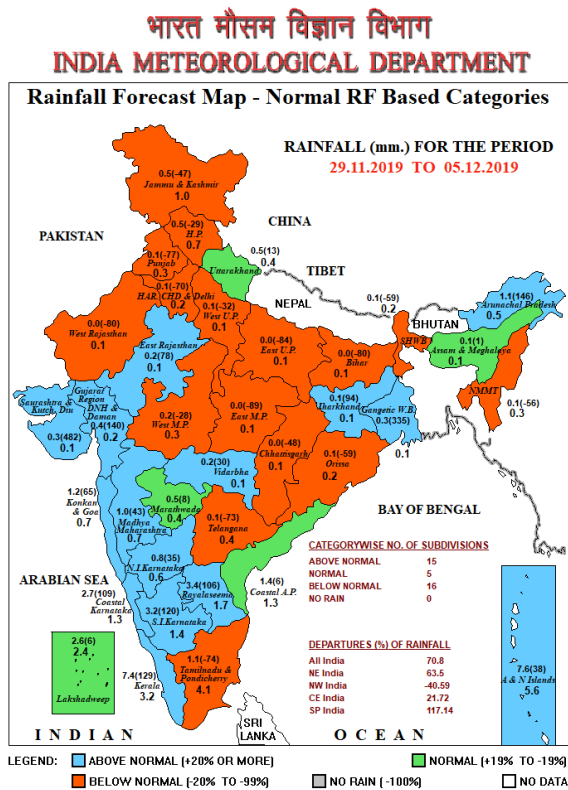 भारत मौसम विज्ञान विभाग
INDIA METEOROLOGICAL DEPARTMENT
Rainfall Forecast Map - Normal RF Based Categories
RAINFALL (mm.) FOR THE PERIOD
29.11.2019 TO 05.12.2019
0.5(-47)
Jammu & Kashmir
1.0
CHINA
PAKISTAN
0.5(-29)
H.P.
0.7
0.1(-77)
Punjab
0.3
0.5(13)
0.4
Uttarakhand
TIBET
NEPAL
0.1(-70)
HAR. CHD & Delhi
0.2
0.1(-32)
West U.P.
0.1
0.1(-59)
0.2
1.1(146)
Arunachal Pradesh
0.5
BHUTAN
0.0(-80)
West Rajasthan
0.1
East Rajasthan
0.2(78)
0.1
0.0(-84)
East U.P.
0.1
0.0(-80)
Bihar
0.1
SHWB
0.1(1)
Assam & Meghalaya
0.1
Saurashtra &
Kutch, Diu
0.3(482)
0.1
Gujarat
Region
DNH &
Daman
0.4(140)
0.2
0.2(-28)
West M.P.
0.3
0.0(-89)
East M.P.
0.1
0.1(94)
Jharkhand
0.1
Gangetic W.B.
0.3(335)
0.1
NMMT
0.1(-56)
0.3
0.0(-48)
Chhattisgarh
0.1
0.1(-59)
Orissa
0.2
0.2(30)
Vidarbha
0.1
1.2(65)
Konkan
& Goa
0.7
0.5(8)
Marathwada
0.4
1.0(43)
Madhya
Maharashtra
0.7
0.1(-73)
Telangana
0.4
BAY OF BENGAL
CATEGORYWISE NO. OF SUBDIVISIONS
ABOVE NORMAL 15
NORMAL 5
BELOW NORMAL 16
NO RAIN 0
ARABIAN SEA
0.8(35)
N.I.Karnataka
0.6
2.7(109)
Coastal
Karnataka
1.3
3.4(106)
Rayalaseema
1.7
1.4(6)
Coastal A.P.
1.3
3.2(120)
S.I.Karnataka
1.4
DEPARTURES (%) OF RAINFALL
All India 70.8
NE India 63.5
NW India -40.59
CE India 21.72
SP India 117.14
2.6(6)
2.4
Lakshadweep
7.4(129)
Kerala
3.2
1.1(-74)
Tamilnadu &
Pondicherry
4.1
7.6(38)
A & N Islands
5.6
SRI
LANKA
INDIAN OCEAN
LEGEND: ABOVE NORMAL (+20% OR MORE) NORMAL (+19% TO -19%)
BELOW NORMAL (-20% TO -99%) NO RAIN (-100%) NO DATA